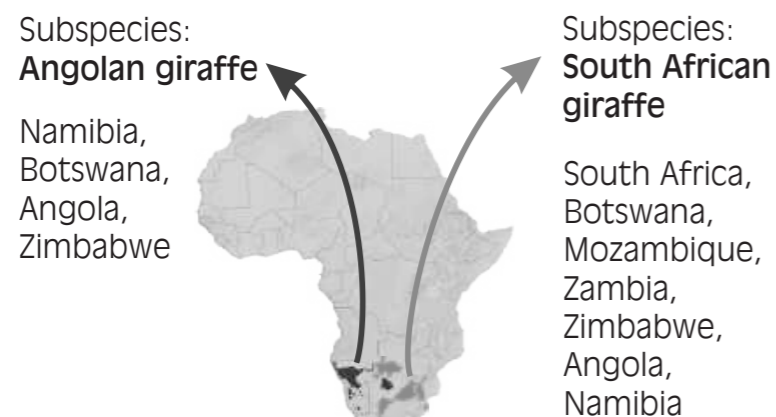 Subspecies:
Angolan giraffe
Namibia,
Botswana,
Angola,
Zimbabwe
Subspecies:
South African
giraffe
South Africa,
Botswana,
Mozambique,
Zambia,
Zimbabwe,
Angola,
Namibia